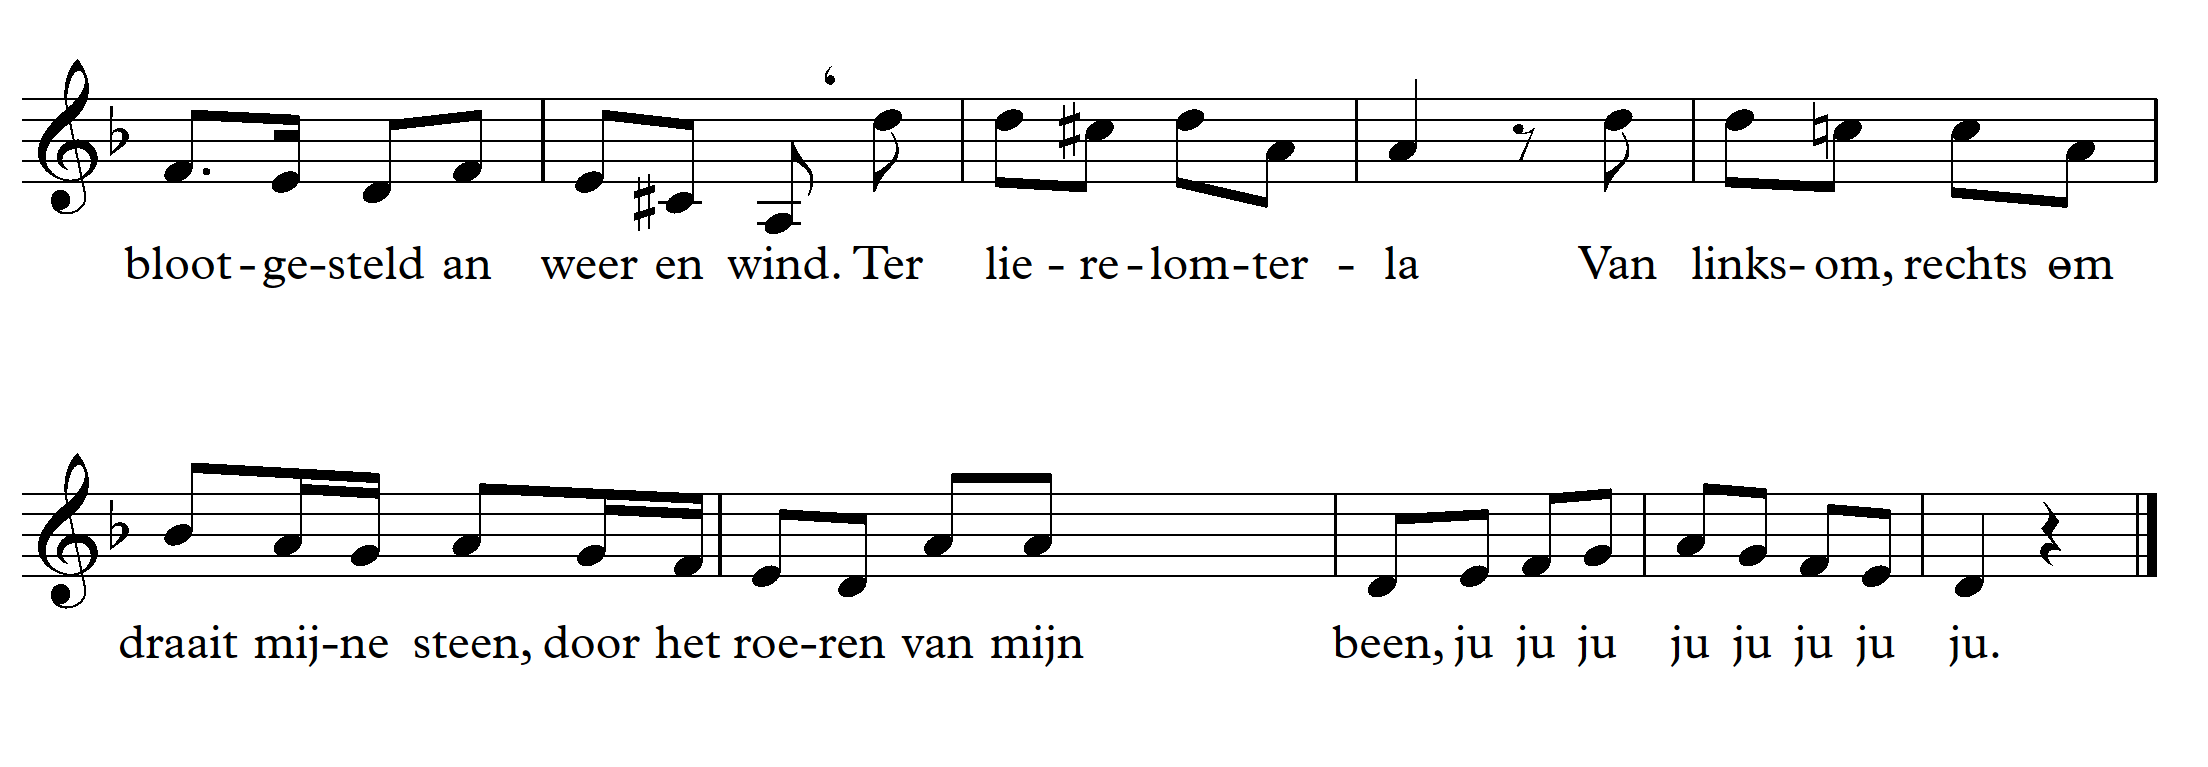 bloot-ge-steld an weer en wind. Ter lie-re-lom-ter-la Van links-om, rechts om
draait mij-ne steen, door het roe-ren van mijn been, ju ju ju ju ju ju ju ju.